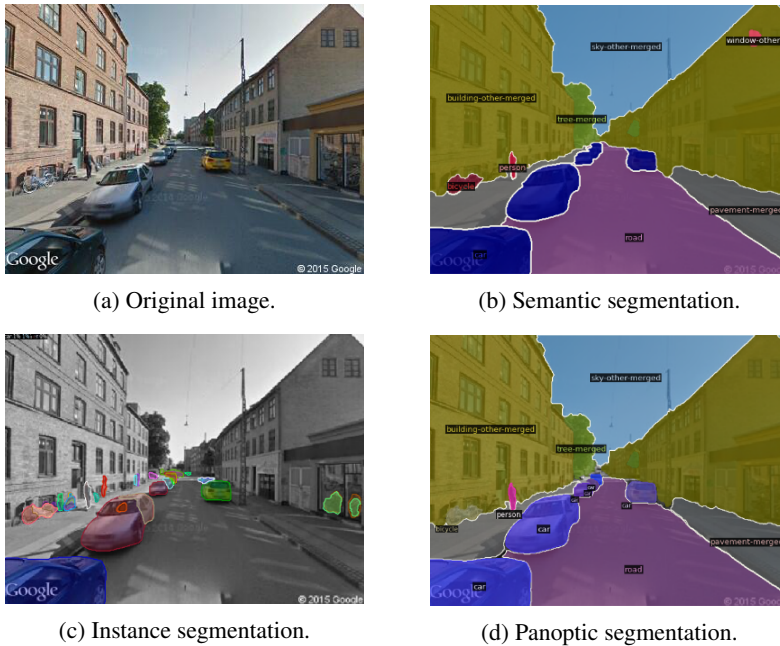 Google
© 2015 Google
(a) Original image.
sky-other-merged
window-other
building-other-merged
tree-merged
person
bicycle
pavement-merged
road
car
Google
© 2015 Google
(b) Semantic segmentation.
Google
© 2015 Google
(c) Instance segmentation.
sky-other-merged
building-other-merged
tree-merged
car
car
car
person
bicycle
car
pavement-merged
road
car
Google
© 2015 Google
(d) Panoptic segmentation.